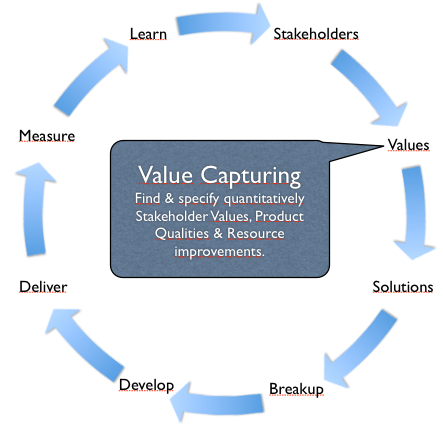 Learn
Stakeholders
Measure
Values
Value Capturing
Find & specify quantitatively
Stakeholder Values, Product
Qualities & Resource
improvements.
Deliver
Solutions
Develop
Breakup